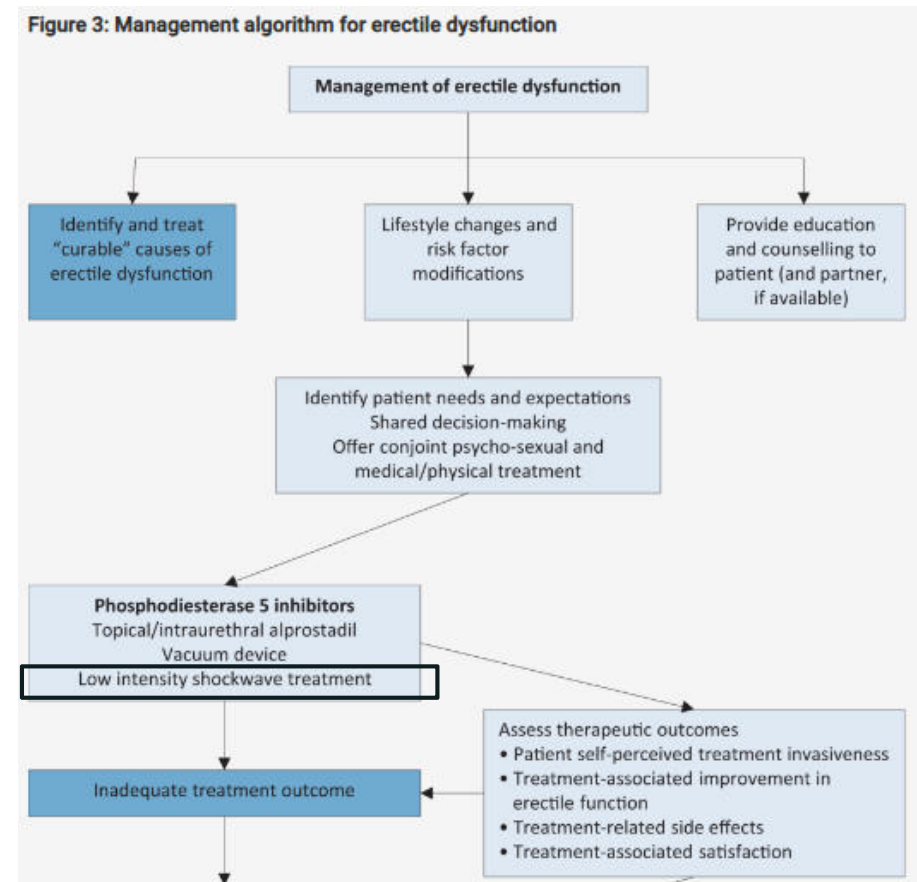 Figure 3: Management algorithm for erectile dysfunction
Management of erectile dysfunction
Identify and treat
"curable" causes of
erectile dysfunction
Lifestyle changes and
risk factor
modifications
Provide education
and counselling to
patient (and partner,
if available)
Identify patient needs and expectations
Shared decision-making
Offer conjoint psycho-sexual and
medical/physical treatment
Phosphodiesterase 5 inhibitors
Topical/intraurethral alprostadil
Vacuum device
Low intensity shockwave treatment
Assess therapeutic outcomes
• Patient self-perceived treatment invasiveness
• Treatment-associated improvement in
erectile function
• Treatment-related side effects
• Treatment-associated satisfaction
Inadequate treatment outcome